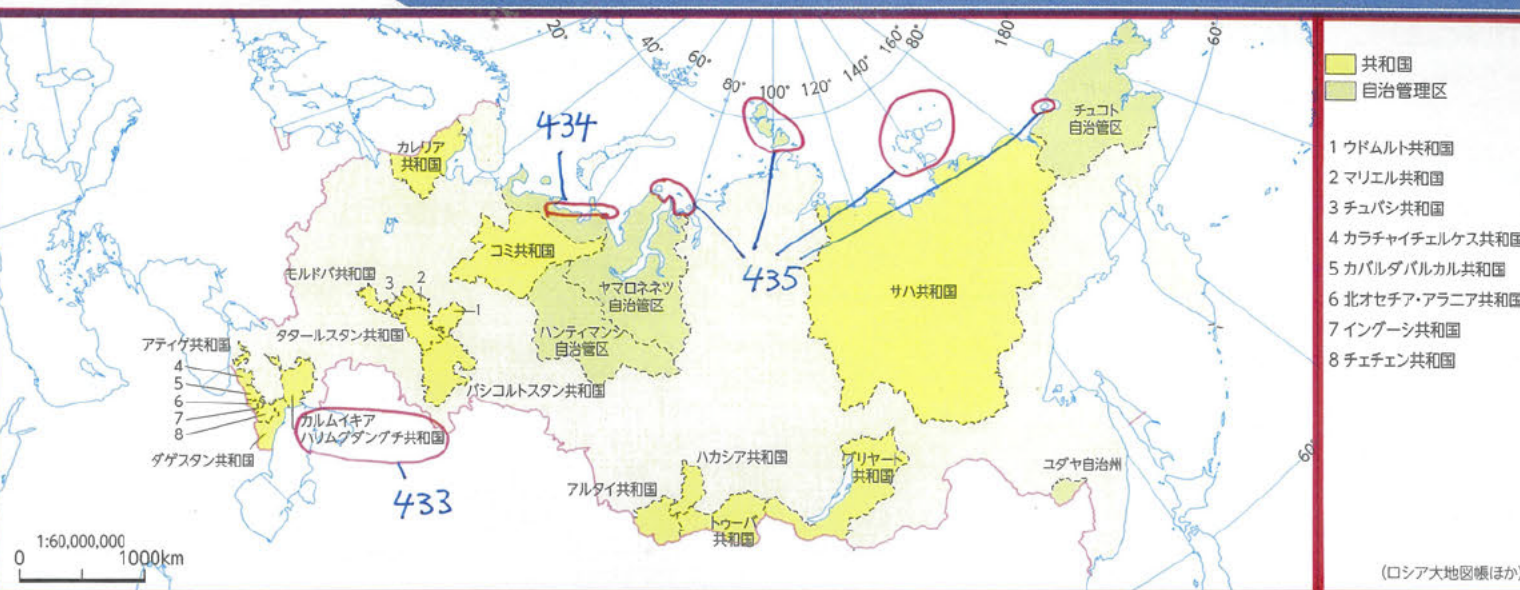 20°
40°
60°
80°
100°
120°
140°
160°
80°
180
60°
60°
434
カレリア
共和国
チュコト
自治管区
コミ共和国
ヤマロネネツ
自治管区
435
サハ共和国
モルドバ共和国
3
2
1
タタールスタン共和国
ハンティマンシ
自治管区
アティゲ共和国
4
5
6
7
8
バシコルトスタン共和国
カルムイキア
ハリムグダングチ共和国
ダゲスタン共和国
433
ハカシア共和国
ブリヤート
共和国
アルタイ共和国
トゥーバ
共和国
ユダヤ自治州
1:60,000,000
0 1000km
共和国
自治管理区
1 ウドムルト共和国
2 マリエル共和国
3 チュバシ共和国
4 カラチャイチェルケス共和国
5 カバルダバルカル共和国
6 北オセチア・アラニア共和国
7 イングーシ共和国
8 チェチェン共和国
(ロシア大地図帳ほか)